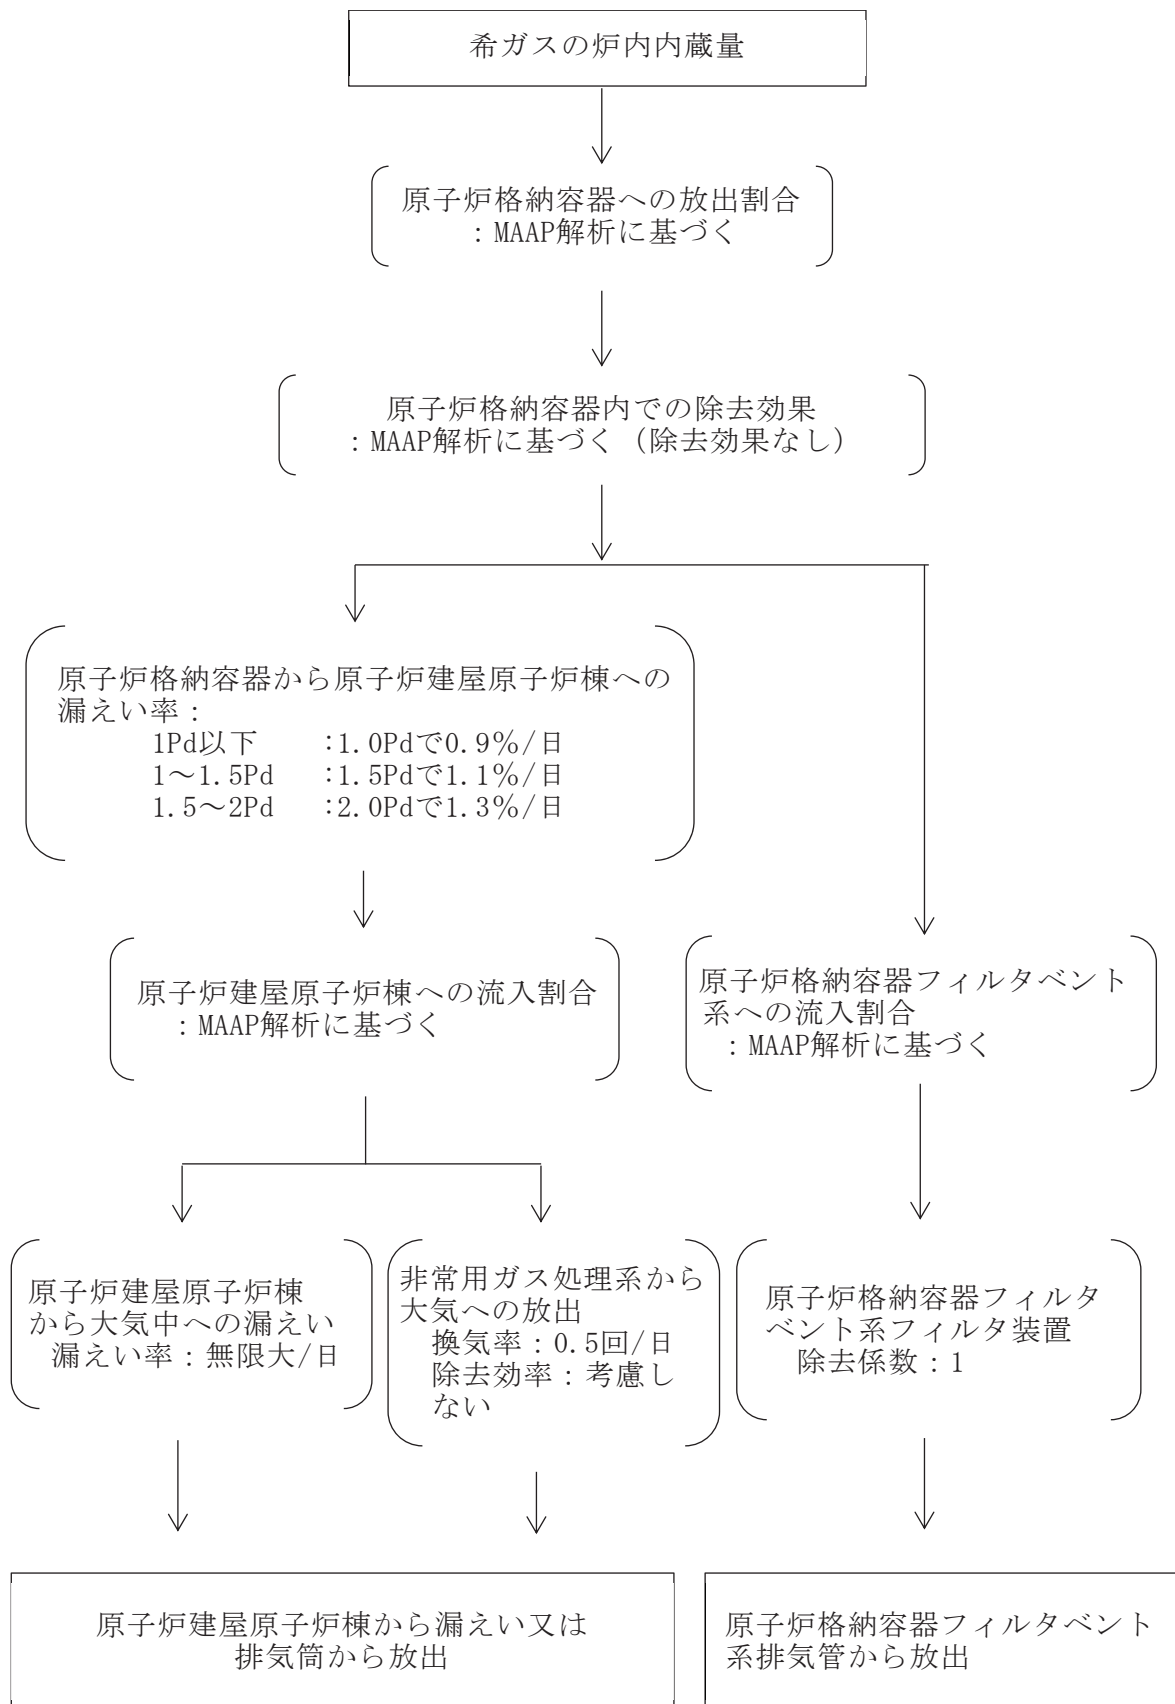 希ガスの炉内内蔵量
原子炉格納容器への放出割合
：MAAP解析に基づく
原子炉格納容器内での除去効果
：MAAP解析に基づく（除去効果なし）
原子炉格納容器から原子炉建屋原子炉棟への
漏えい率：
1Pd以下　　：1.0Pdで0.9%/日
1～1.5Pd　：1.5Pdで1.1%/日
1.5～2Pd　：2.0Pdで1.3%/日
原子炉建屋原子炉棟への流入割合
：MAAP解析に基づく
原子炉格納容器フィルタベント
系への流入割合
：MAAP解析に基づく
原子炉建屋原子炉棟
から大気中への漏えい
漏えい率：無限大/日
非常用ガス処理系から
大気への放出
換気率：0.5回/日
除去効率：考慮し
ない
原子炉格納容器フィルタ
ベント系フィルタ装置
除去係数：1
原子炉建屋原子炉棟から漏えい又は
排気筒から放出
原子炉格納容器フィルタベント
系排気管から放出